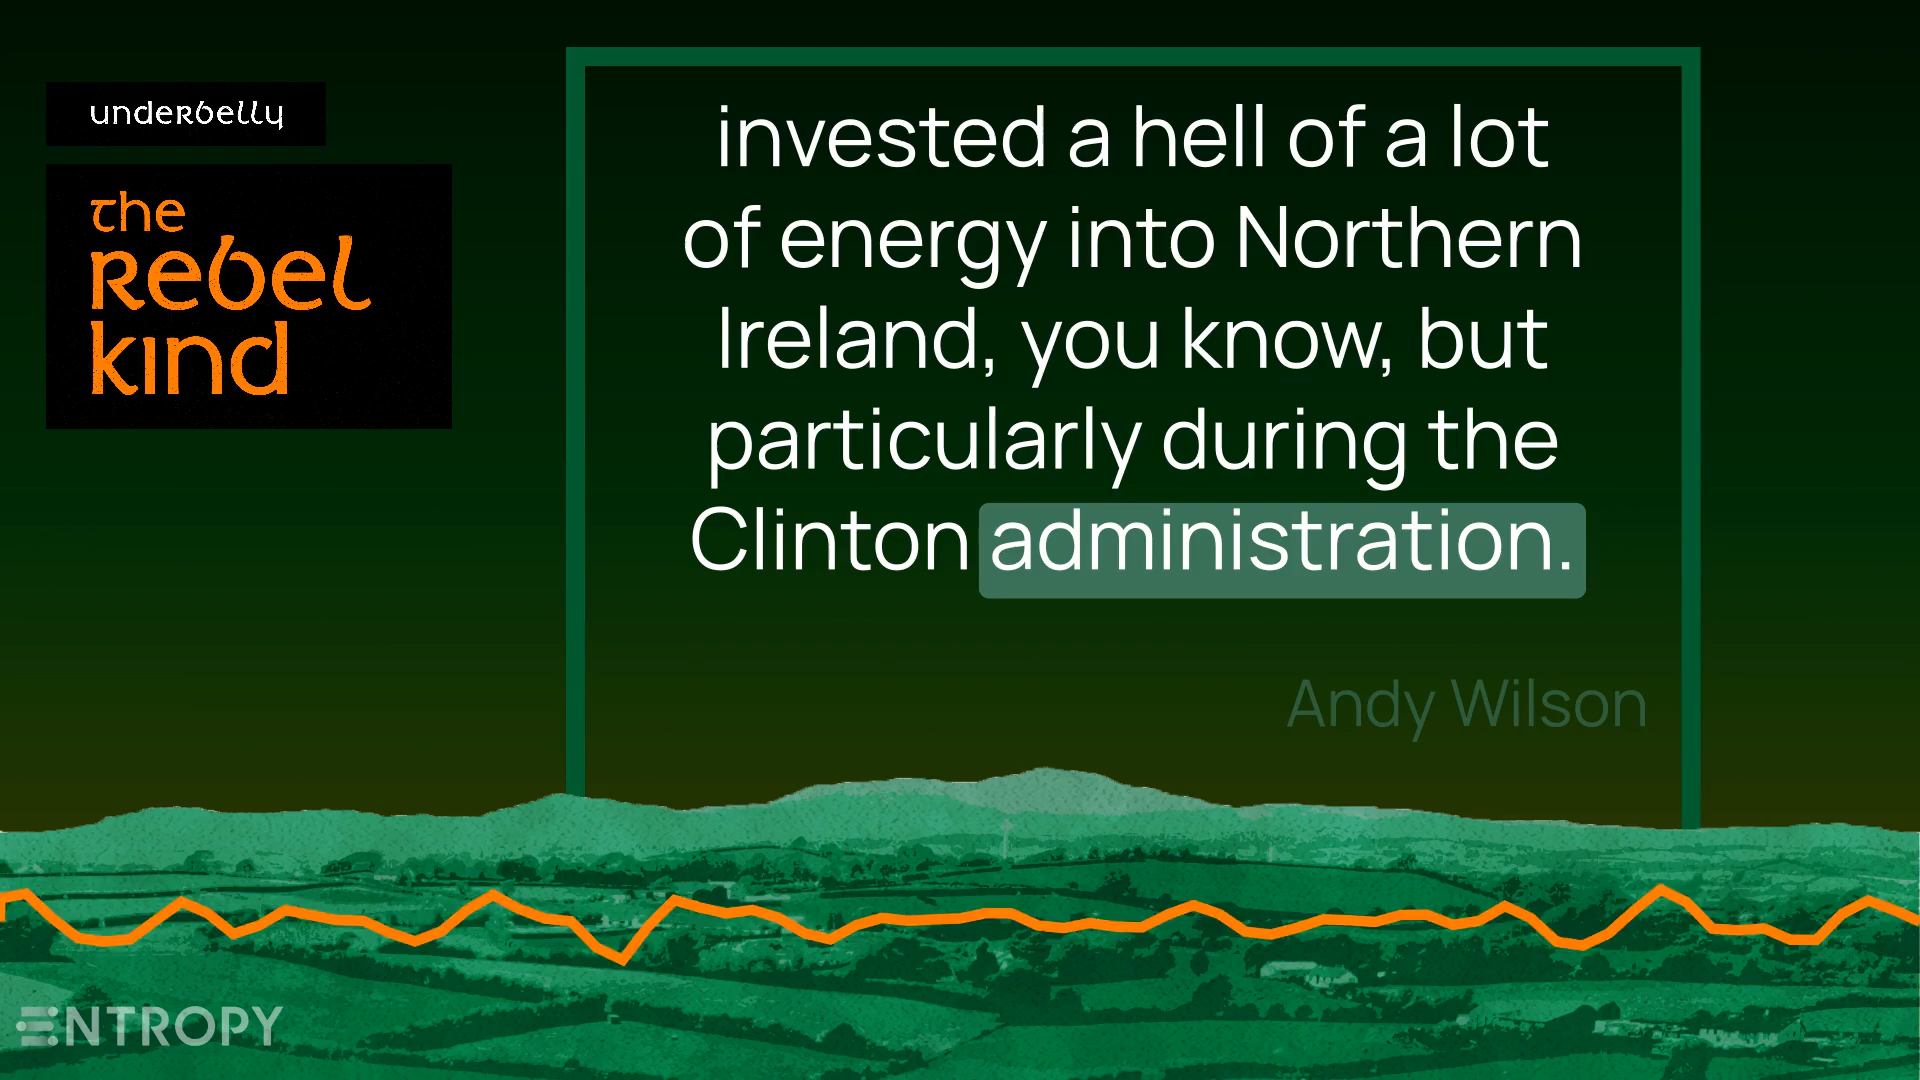 underbelly
the
Rebel
kind
invested a hell of a lot
of energy into Northern
Ireland, you know, but
particularly during the
Clinton administration.
Andy Wilson
ENTROPY